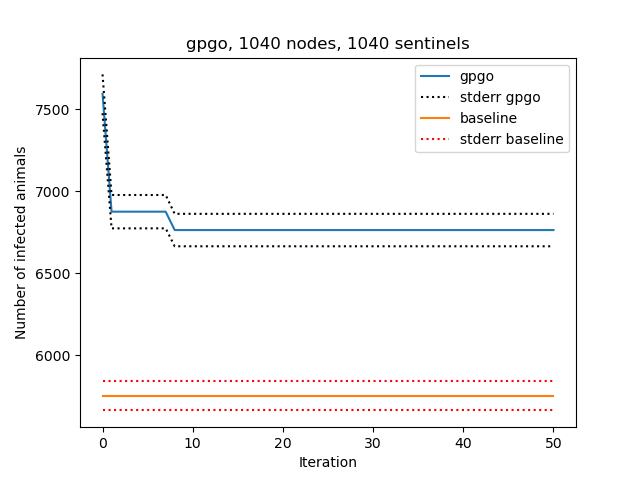 gpgo, 1040 nodes, 1040 sentinels
Number of infected animals
7500
7000
6500
6000
gpgo
stderr gpgo
baseline
stderr baseline
0 10 20 30 40 50
Iteration